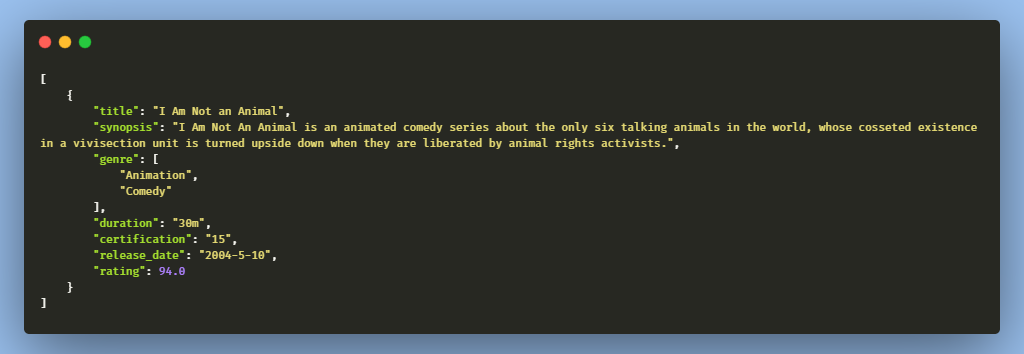 [
    {
        "title": "I Am Not an Animal",
        "synopsis": "I Am Not An Animal is an animated comedy series about the only six talking animals in the world, whose cosseted existence
in a vivisection unit is turned upside down when they are liberated by animal rights activists.",
        "genre": [
            "Animation",
            "Comedy"
        ],
        "duration": "30m",
        "certification": "15",
        "release_date": "2004-5-10",
        "rating": 94.0
    }
]